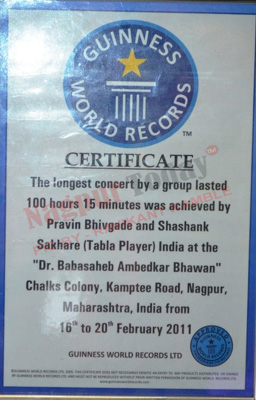 GUINNESS
WORLD RECORDS
TM
CERTIFICATE
The longest concert by a group lasted
100 hours 15 minutes was achieved by
Pravin Bhivgade and Shashank
Sakhare (Tabla Player) India at the
"Dr. Babasaheb Ambedkar Bhawan"
Chalks Colony, Kamptee Road, Nagpur,
Maharashtra, India from
16th to 20th February 2011
GUINNESS WORLD RECORDS LTD
Nagpur Today